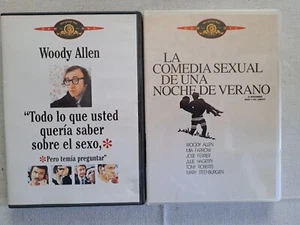 Woody Allen
"Todo lo que usted
quería saber
sobre el sexo,*
*Pero temía preguntar"
LA
COMEDIA SEXUAL
DE UNA
NOCHE DE VERANO
WOODY ALLEN
MIA FARROW
JOSE FERRER
JULIE HAGERTY
TONY ROBERTS
MARY STEENBURGEN